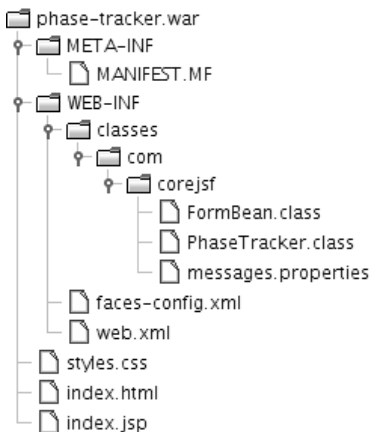 phase-tracker.war
META-INF
MANIFEST.MF
WEB-INF
classes
com
corejsf
FormBean.class
PhaseTracker.class
messages.properties
faces-config.xml
web.xml
styles.css
index.html
index.jsp